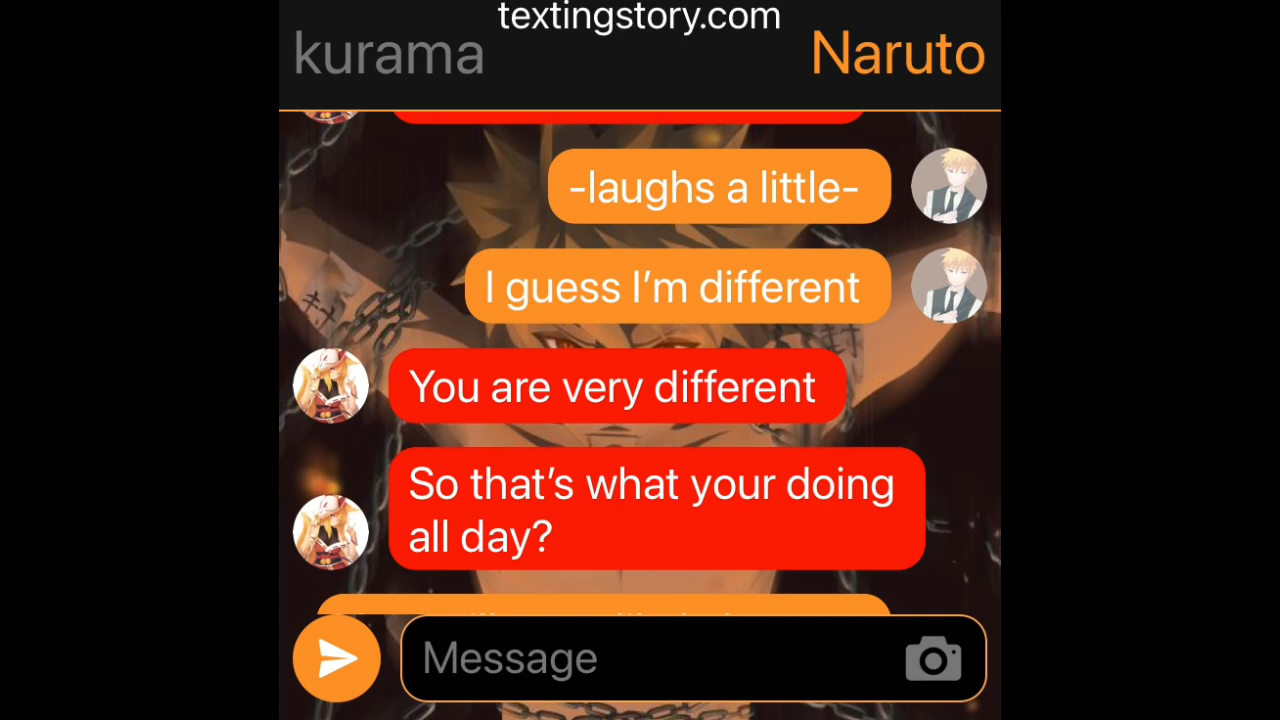 textingstory.com
kurama
Naruto
-laughs a little-
I guess I’m different
You are very different
So that’s what your doing
all day?
Message